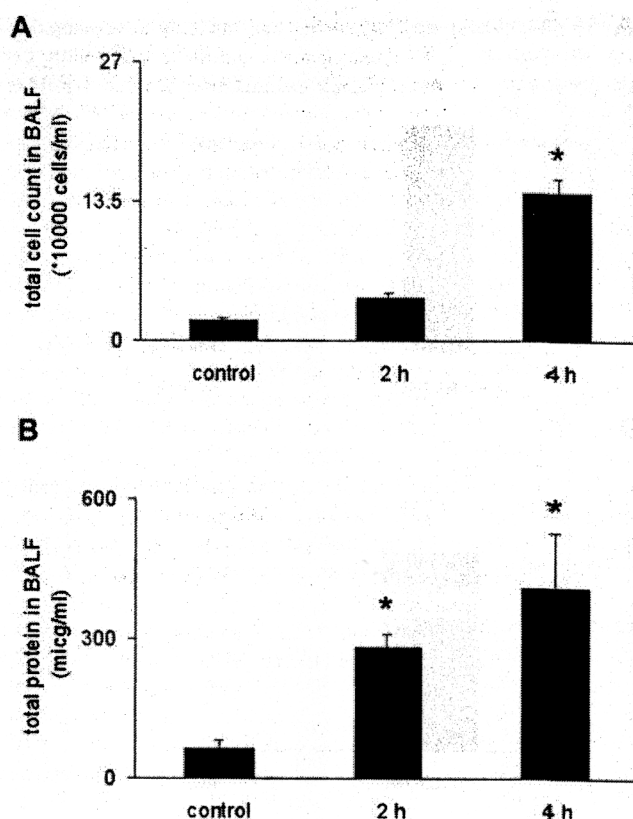 A
27
13.5
0
total cell count in BALF
(*10000 cells/ml)
*
control
2 h
4 h
B
600
300
0
total protein in BALF
(micg/ml)
*
*
control
2 h
4 h